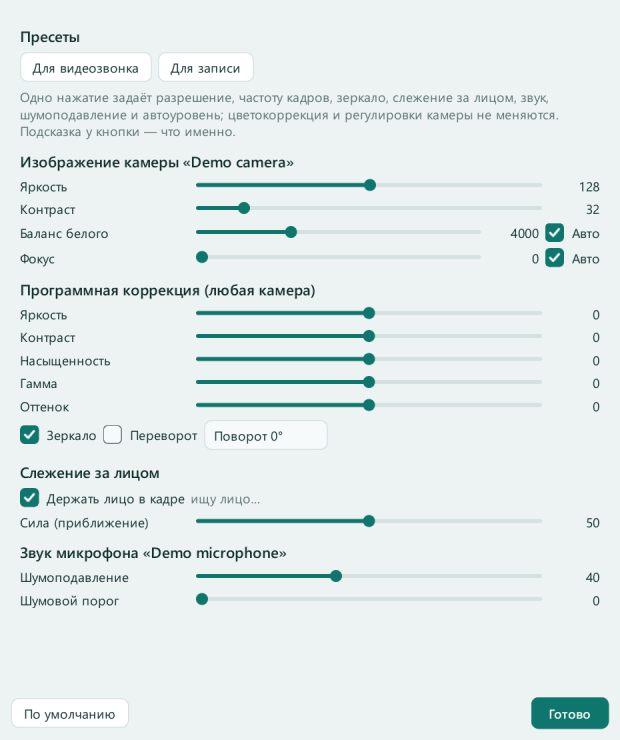 Пресеты
Для видеозвонка Для записи
Одно нажатие задаёт разрешение, частоту кадров, зеркало, слежение за лицом, звук,
шумоподавление и автоуровень; цветокоррекция и регулировки камеры не меняются.
Подсказка у кнопки — что именно.
Изображение камеры «Demo camera»
Яркость 128
Контраст 32
Баланс белого 4000 Авто
Фокус 0 Авто
Программная коррекция (любая камера)
Яркость 0
Контраст 0
Насыщенность 0
Гамма 0
Оттенок 0
Зеркало Переворот Поворот 0°
Слежение за лицом
Держать лицо в кадре ищу лицо...
Сила (приближение) 50
Звук микрофона «Demo microphone»
Шумоподавление 40
Шумовой порог 0
По умолчанию Готово